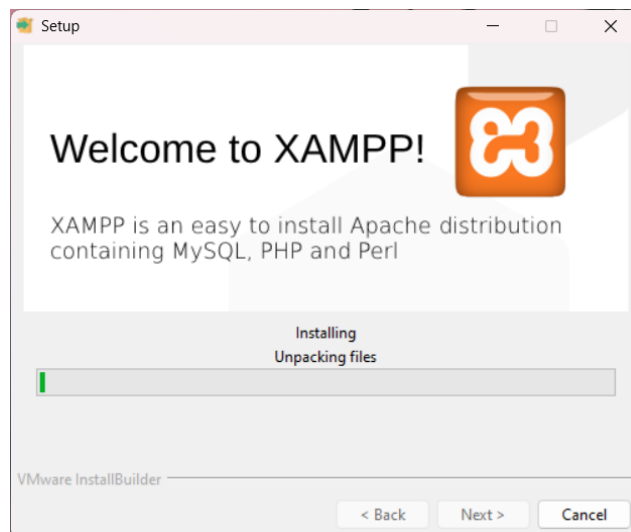 Setup
Welcome to XAMPP!
XAMPP is an easy to install Apache distribution
containing MySQL, PHP and Perl
Installing
Unpacking files
VMware InstallBuilder
< Back
Next >
Cancel